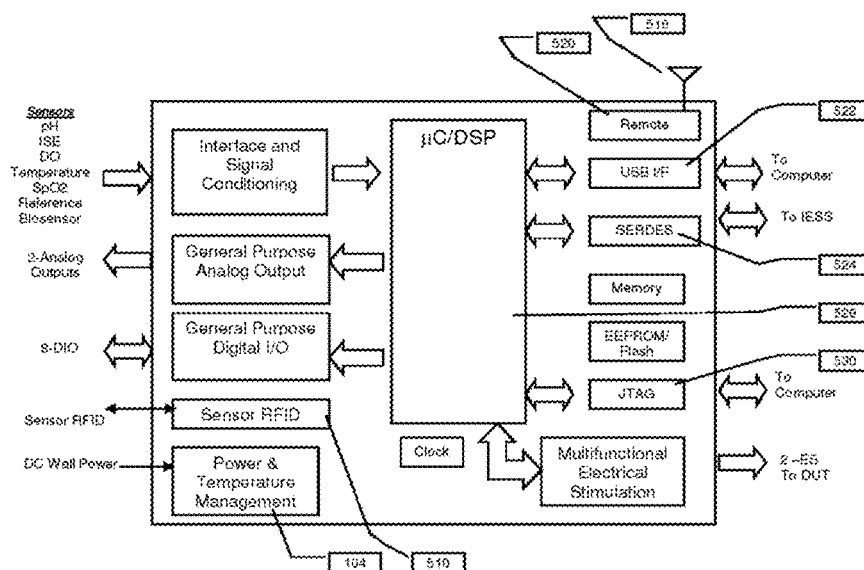 520
518
Sensors
pH
ISE
DO
Temperature
SpO2
Reference
Biosensor
Interface and
Signal
Conditioning
µC/DSP
Remote
522
USB I/F
To
Computer
To IESS
SERDES
2-Analog
Outputs
General Purpose
Analog Output
524
Memory
8-DIO
General Purpose
Digital I/O
EEPROM/
Flash
530
JTAG
To
Computer
Sensor RFID
Sensor RFID
DC Wall Power
Power &
Temperature
Management
Clock
Multifunctional
Electrical
Stimulation
2 -ES
To DUT
104
510